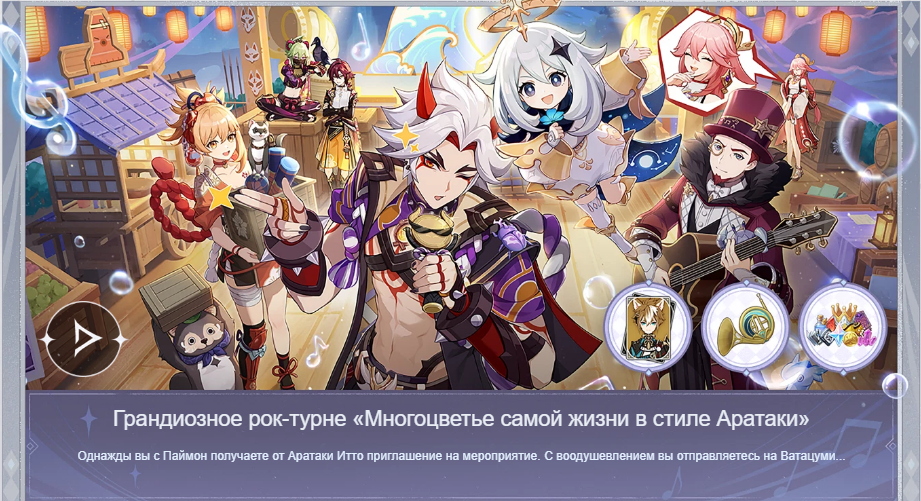 Грандиозное рок-турне «Многоцветье самой жизни в стиле Аратаки»
Однажды вы с Паймон получаете от Аратаки Итто приглашение на мероприятие. С воодушевлением вы отправляетесь на Ватацуми...